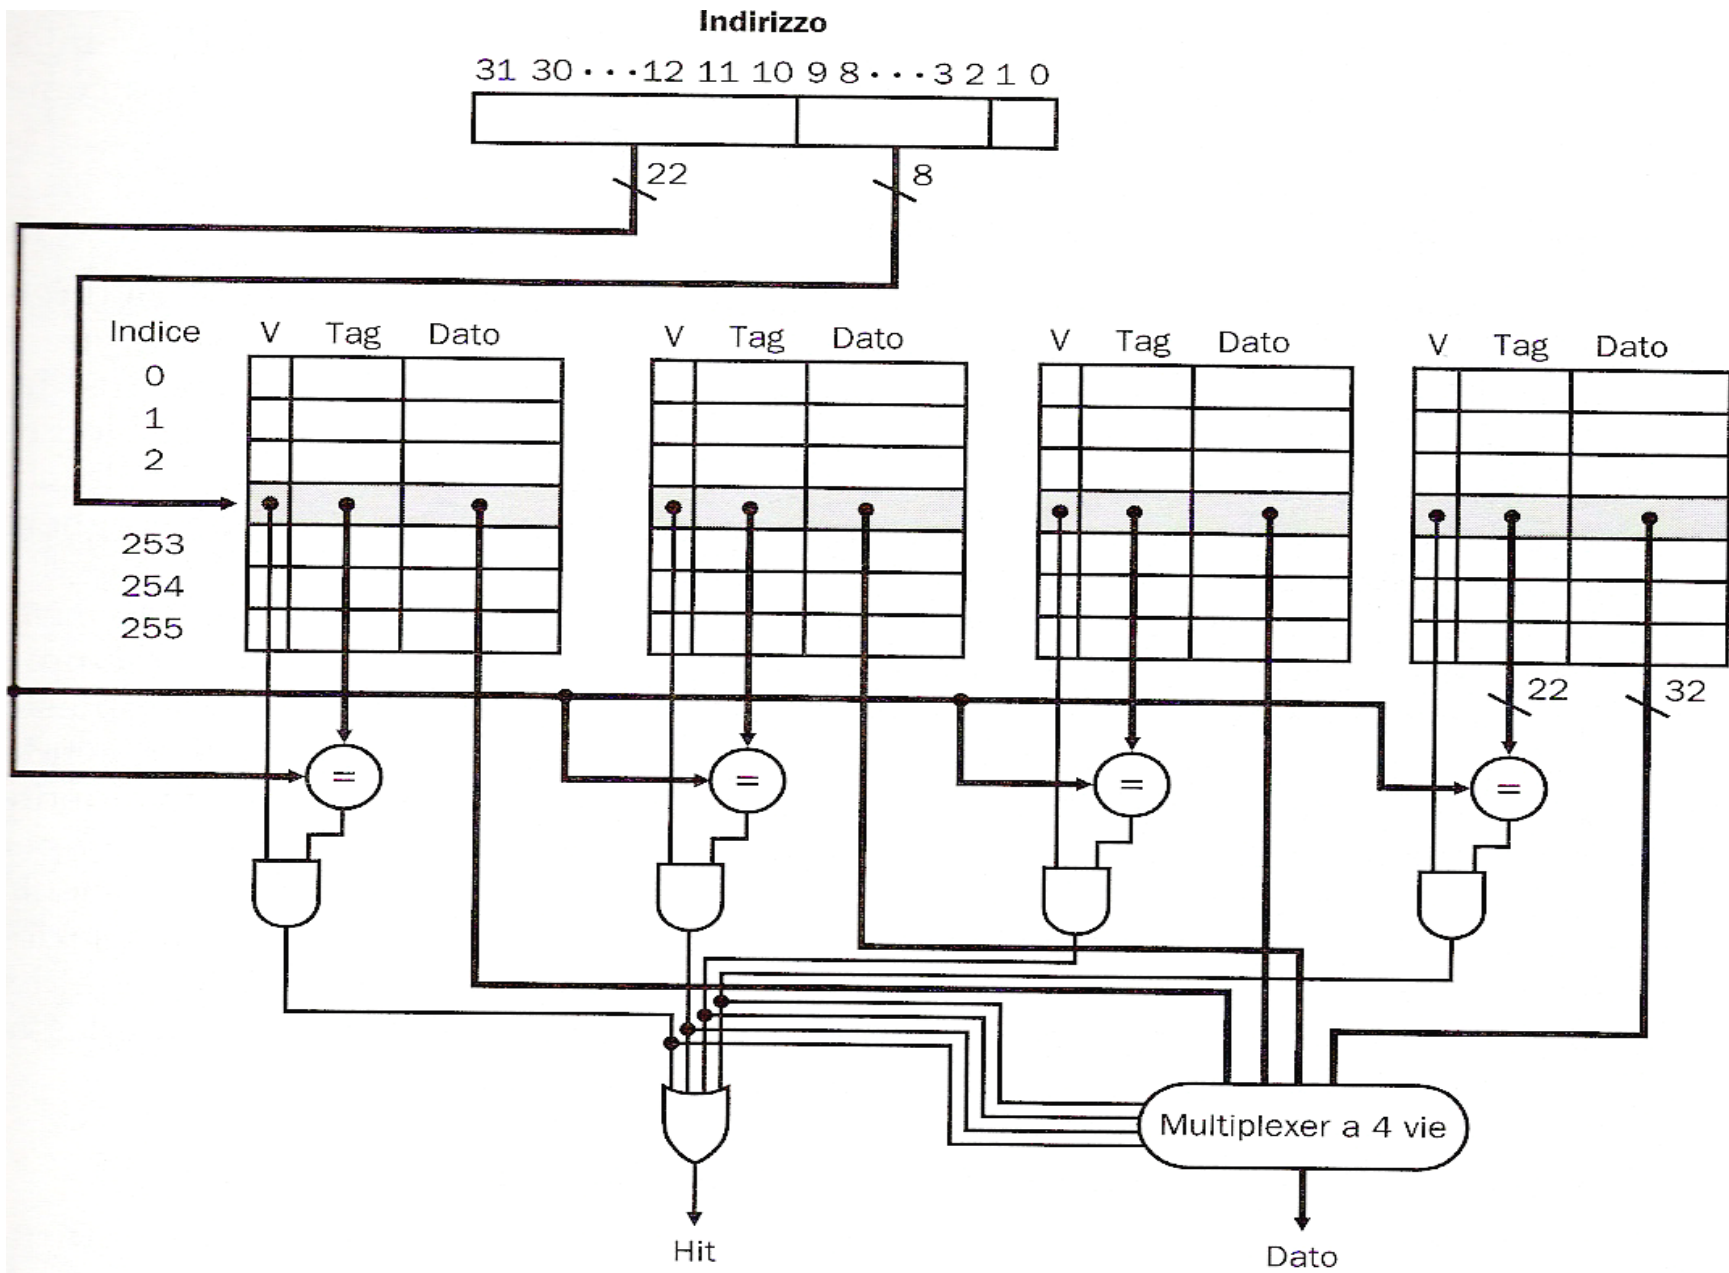 Indirizzo
31 30 · · · 12 11 10 9 8 · · · 3 2 1 0
22
8
Indice
V Tag Dato
V Tag Dato
V Tag Dato
V Tag Dato
0
1
2
253
254
255
22
32
=
=
=
=
Multiplexer a 4 vie
Hit
Dato